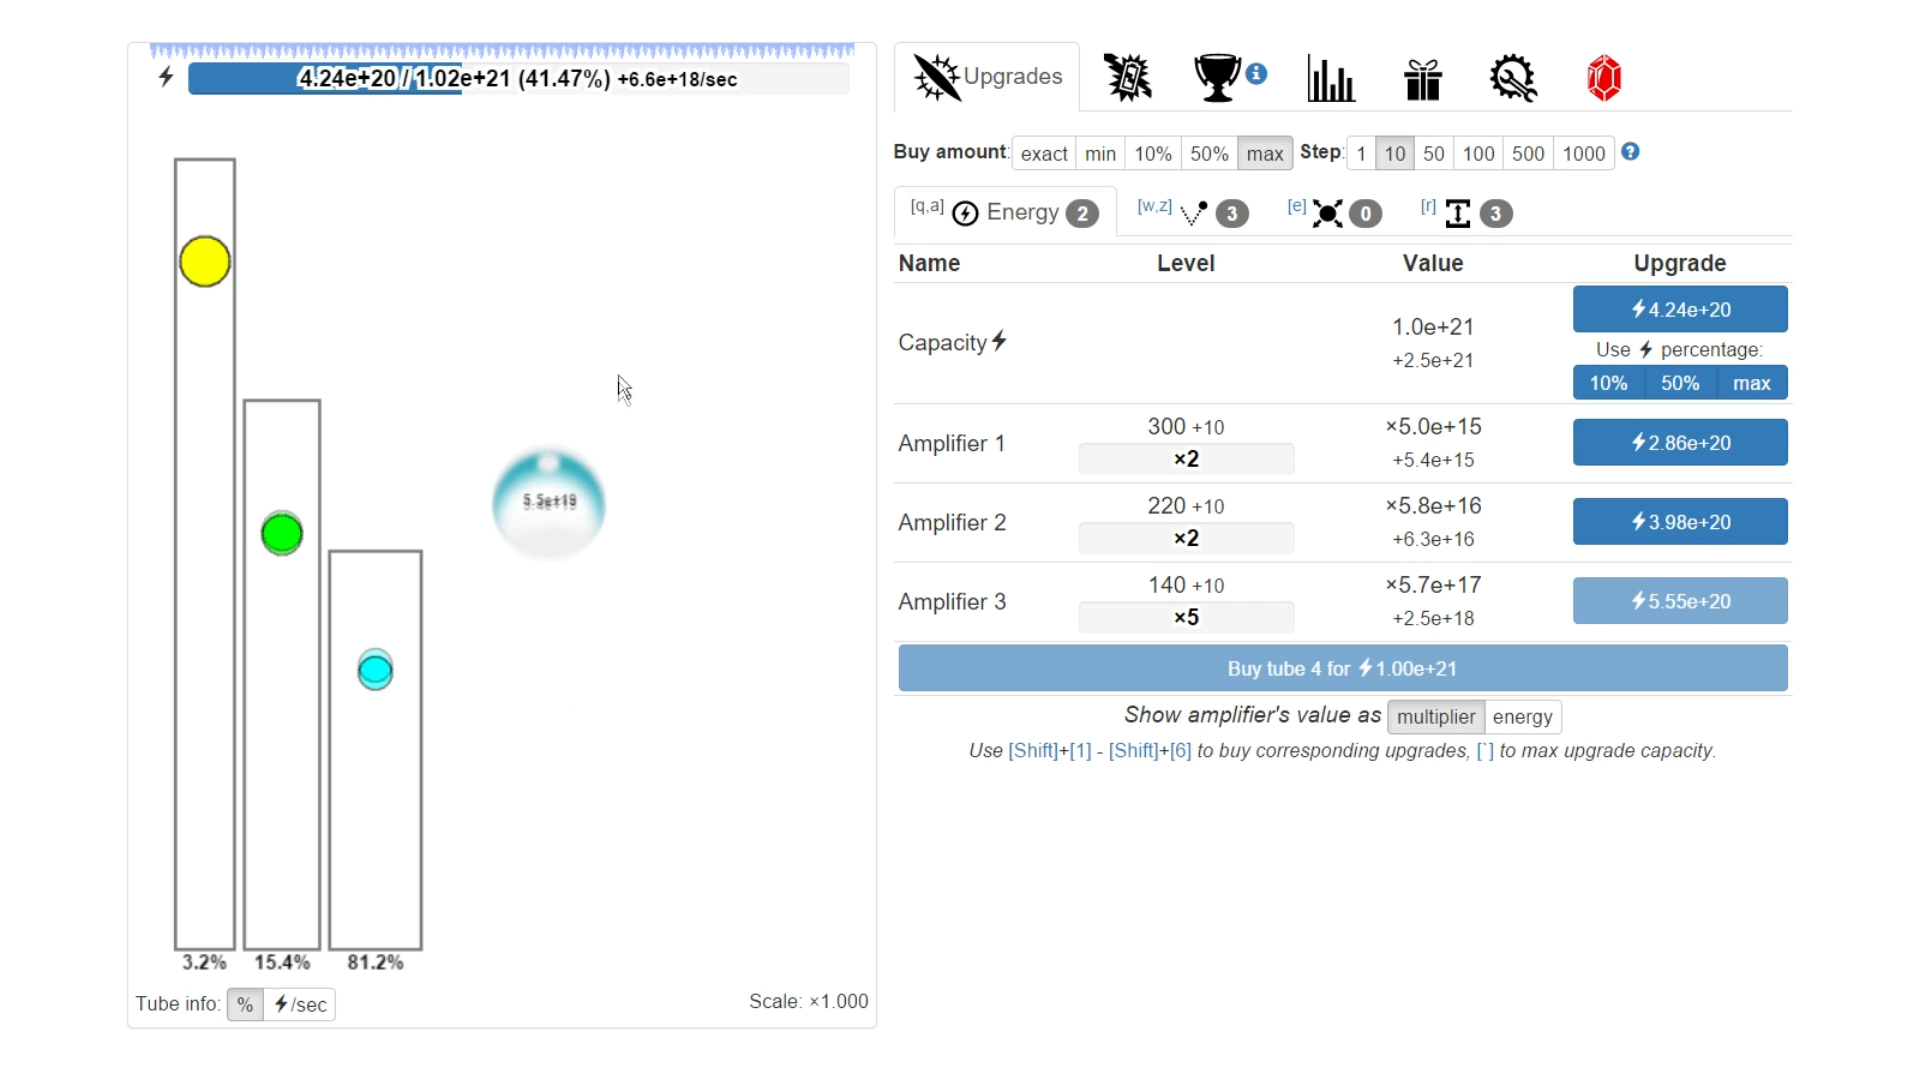 4.24e+20 / 1.02e+21 (41.47%) +6.6e+18/sec
3.2% 15.4% 81.2%
Tube info: % /sec
Scale: ×1.000
Upgrades
Buy amount: exact min 10% 50% max Step: 1 10 50 100 500 1000
[q,a] Energy 2 [w,z] 3 [e] 0 [r] 3
Name Level Value Upgrade
Capacity 1.0e+21 +2.5e+21 4.24e+20
Use percentage:
10% 50% max
Amplifier 1 300 +10 ×5.0e+15 2.86e+20
×2 +5.4e+15
Amplifier 2 220 +10 ×5.8e+16 3.98e+20
×2 +6.3e+16
Amplifier 3 140 +10 ×5.7e+17 5.55e+20
×5 +2.5e+18
Buy tube 4 for 1.00e+21
Show amplifier's value as multiplier energy
Use [Shift]+[1] - [Shift]+[6] to buy corresponding upgrades, [`] to max upgrade capacity.